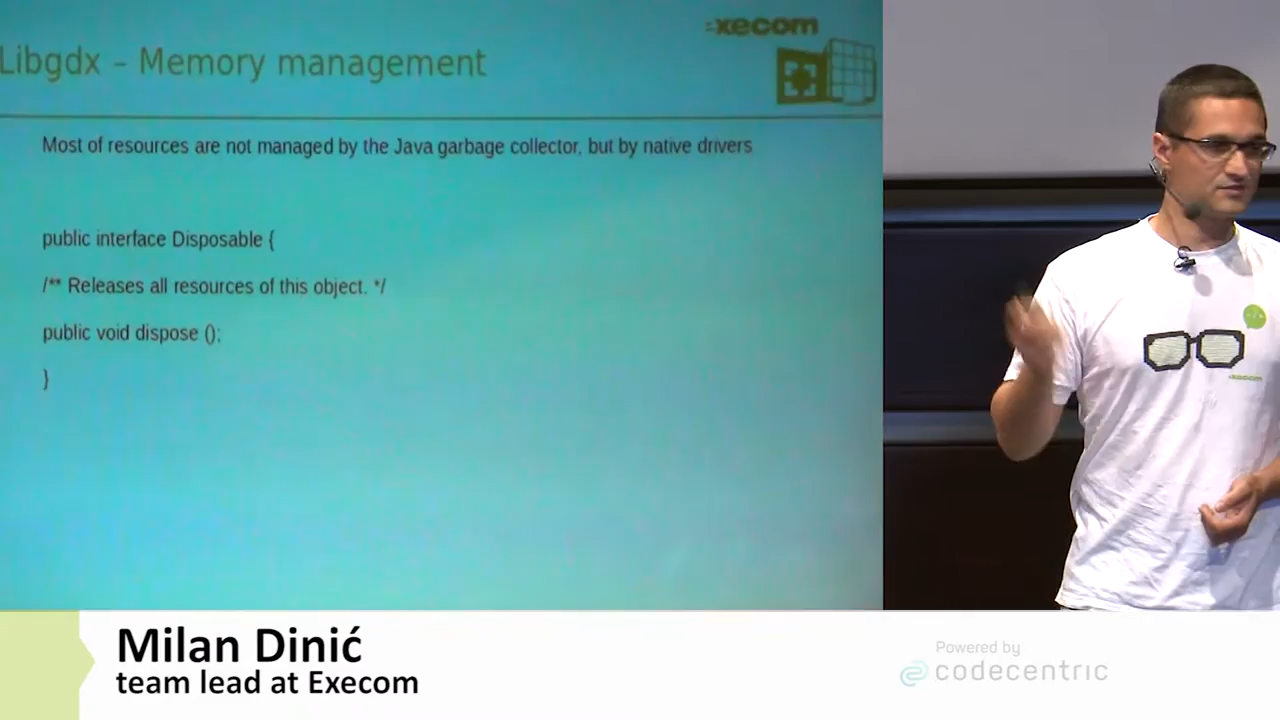 :xecom
Libgdx – Memory management
Most of resources are not managed by the Java garbage collector, but by native drivers
public interface Disposable {
/** Releases all resources of this object. */
public void dispose ();
}
:xecom
Milan Dinić
team lead at Execom
Powered by
codecentric